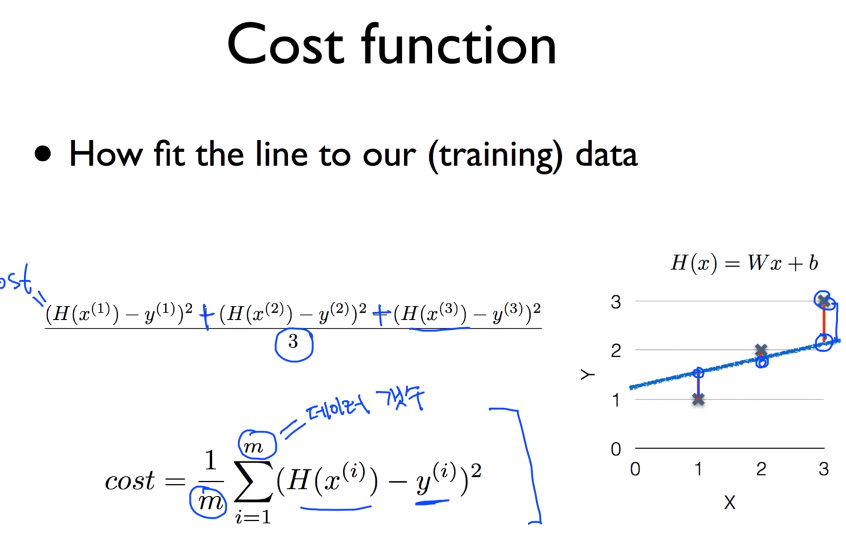 Cost function
• How fit the line to our (training) data
ost =
(H(x^{(1)}) - y^{(1)})^2 + (H(x^{(2)}) - y^{(2)})^2 + (H(x^{(3)}) - y^{(3)})^2
3
m = 데이터 갯수
cost = \frac{1}{m} \sum_{i=1}^{m} (H(x^{(i)}) - y^{(i)})^2
H(x) = Wx + b
3
2
1
0
Y
0 1 2 3
X